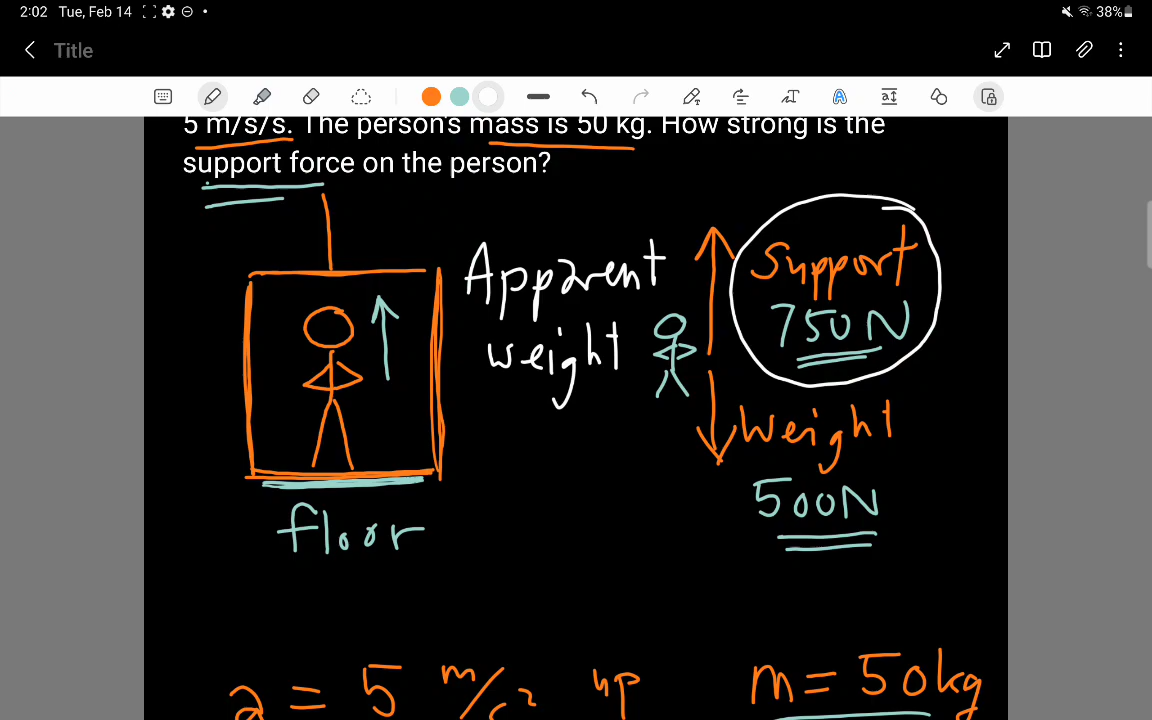 2:02 Tue, Feb 14
38%
Title
5 m/s/s. The person's mass is 50 kg. How strong is the
support force on the person?
Apparent
weight
Support
750N
Weight
500N
floor
a = 5 m/s² up
m = 50kg